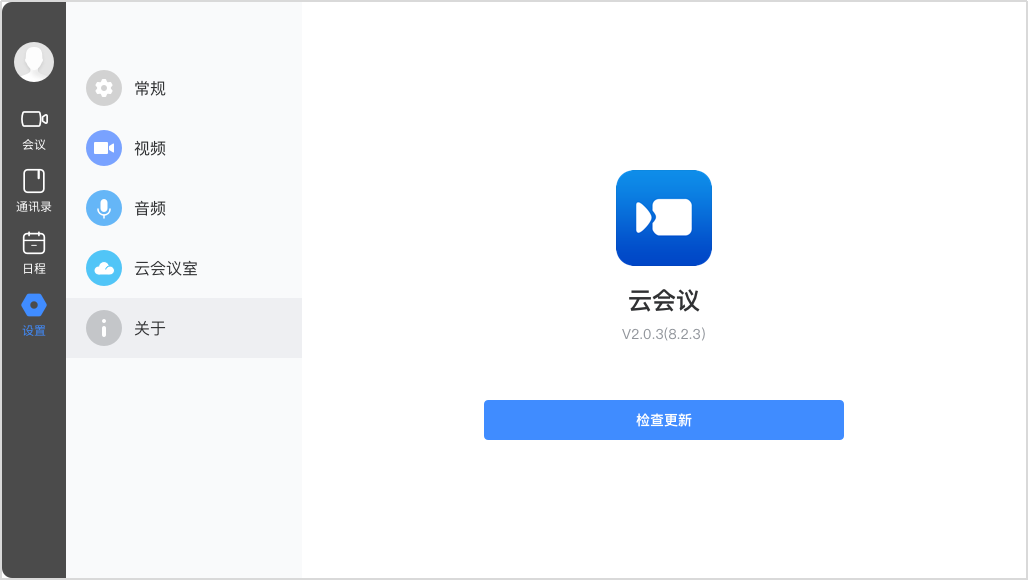 会议
通讯录
日程
设置
常规
视频
音频
云会议室
关于
云会议
V2.0.3(8.2.3)
检查更新